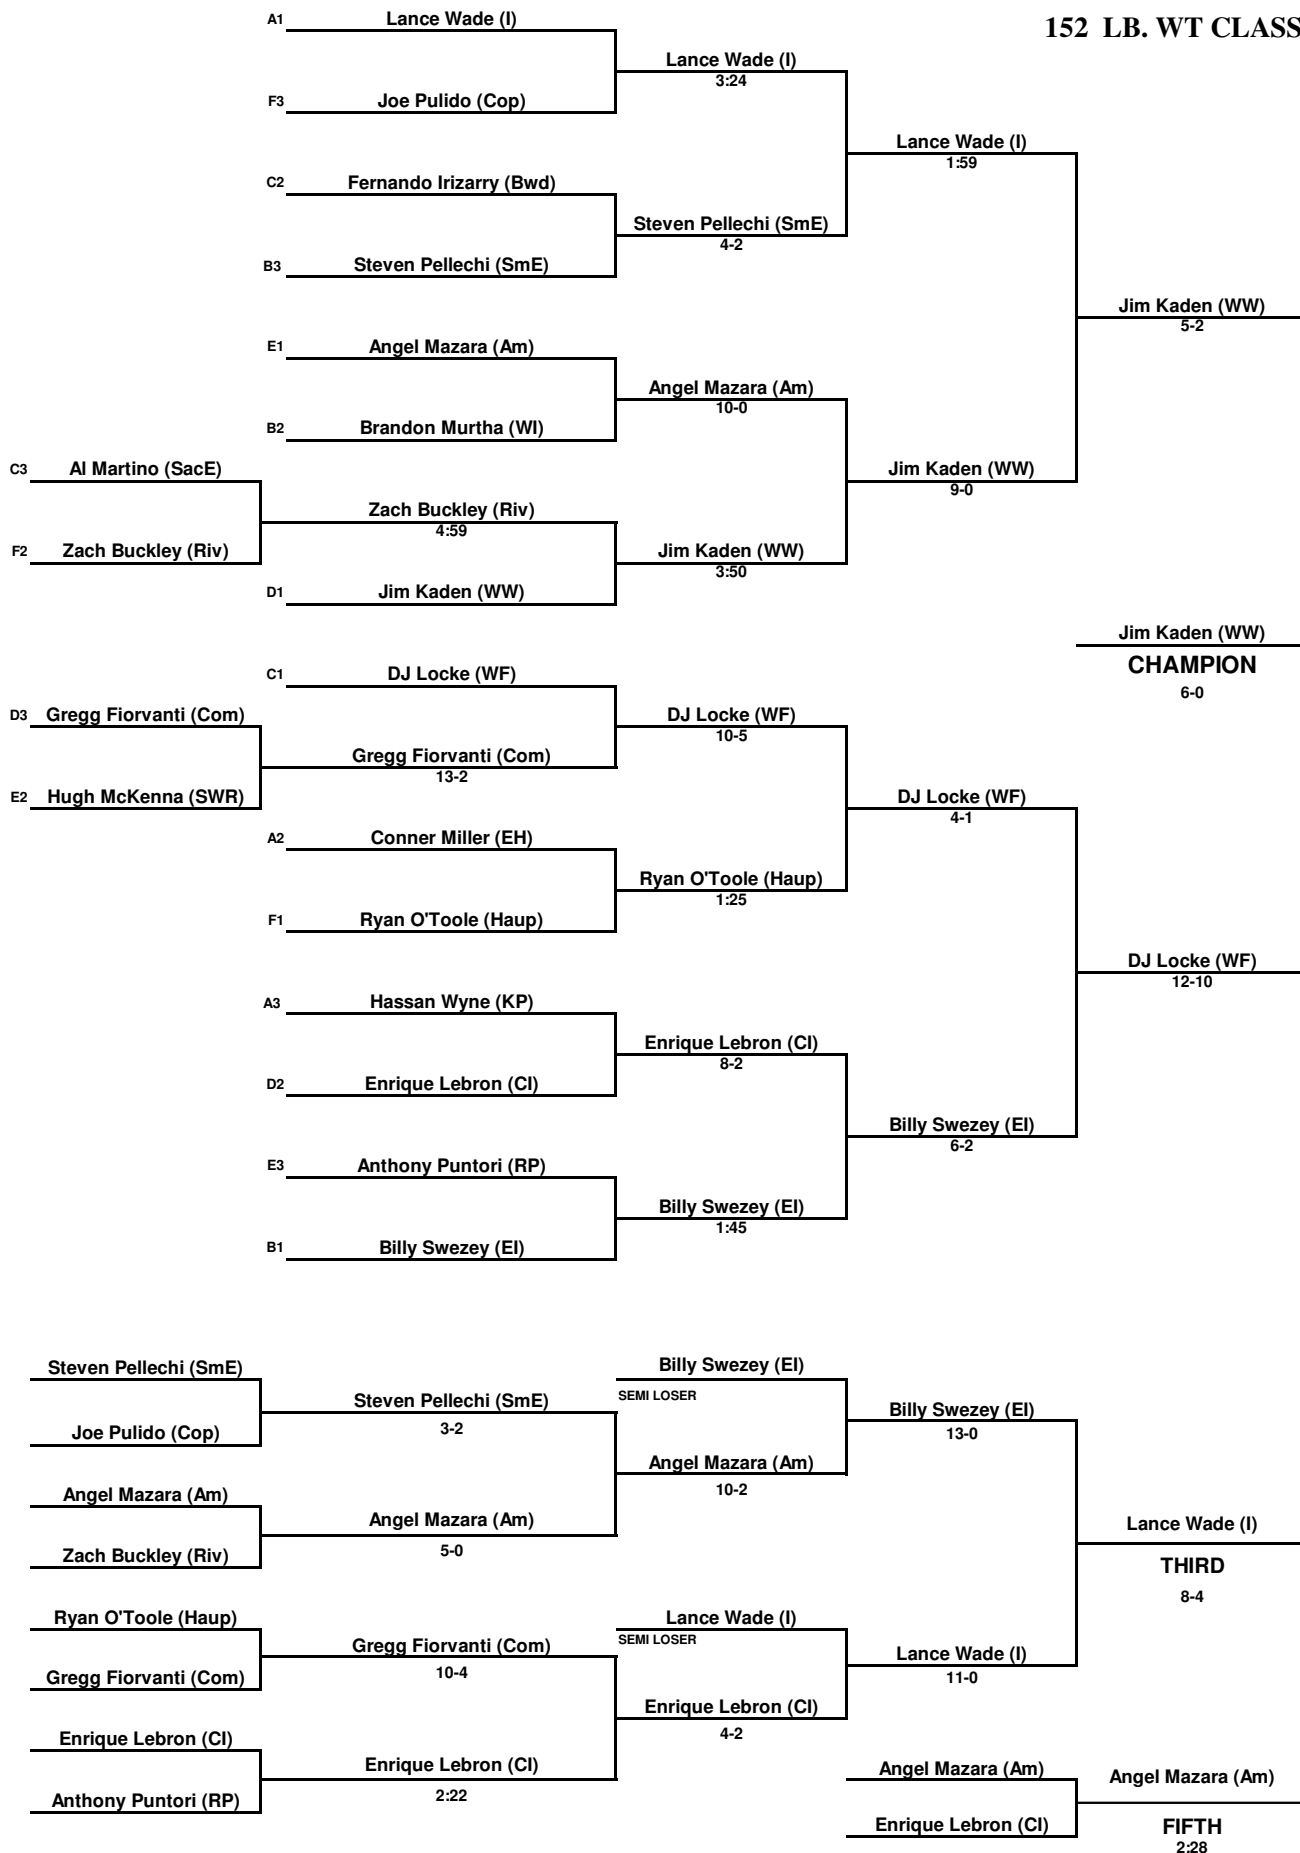 152 LB. WT CLASS
A1 Lance Wade (I)
Lance Wade (I)
3:24
F3 Joe Pulido (Cop)
Lance Wade (I)
1:59
C2 Fernando Irizarry (Bwd)
Steven Pellechi (SmE)
4-2
B3 Steven Pellechi (SmE)
Jim Kaden (WW)
5-2
E1 Angel Mazara (Am)
Angel Mazara (Am)
10-0
B2 Brandon Murtha (WI)
C3 Al Martino (SacE)
Jim Kaden (WW)
9-0
Zach Buckley (Riv)
4:59
F2 Zach Buckley (Riv)
Jim Kaden (WW)
3:50
D1 Jim Kaden (WW)
Jim Kaden (WW)
CHAMPION
6-0
C1 DJ Locke (WF)
D3 Gregg Fiorvanti (Com)
DJ Locke (WF)
10-5
Gregg Fiorvanti (Com)
13-2
E2 Hugh McKenna (SWR)
DJ Locke (WF)
4-1
A2 Conner Miller (EH)
Ryan O'Toole (Haup)
1:25
F1 Ryan O'Toole (Haup)
DJ Locke (WF)
12-10
A3 Hassan Wyne (KP)
Enrique Lebron (CI)
8-2
D2 Enrique Lebron (CI)
Billy Swezey (EI)
6-2
E3 Anthony Puntori (RP)
Billy Swezey (EI)
1:45
B1 Billy Swezey (EI)
Steven Pellechi (SmE)
Billy Swezey (EI)
SEMI LOSER
Steven Pellechi (SmE)
3-2
Billy Swezey (EI)
13-0
Joe Pulido (Cop)
Angel Mazara (Am)
10-2
Angel Mazara (Am)
Angel Mazara (Am)
5-0
Zach Buckley (Riv)
Lance Wade (I)
THIRD
8-4
Ryan O'Toole (Haup)
Lance Wade (I)
SEMI LOSER
Gregg Fiorvanti (Com)
10-4
Lance Wade (I)
11-0
Gregg Fiorvanti (Com)
Enrique Lebron (CI)
4-2
Enrique Lebron (CI)
Enrique Lebron (CI)
2:22
Anthony Puntori (RP)
Angel Mazara (Am)
Angel Mazara (Am)
Enrique Lebron (CI)
FIFTH
2:28